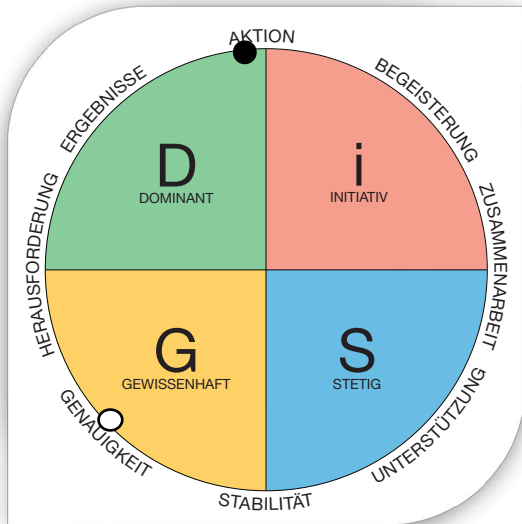 AKTION
ERGEBNISSE
BEGEISTERUNG
D
DOMINANT
i
INITIATIV
HERAUSFORDERUNG
ZUSAMMENARBEIT
G
GEWISSENHAFT
S
STETIG
GENAUIGKEIT
UNTERSTÜTZUNG
STABILITÄT